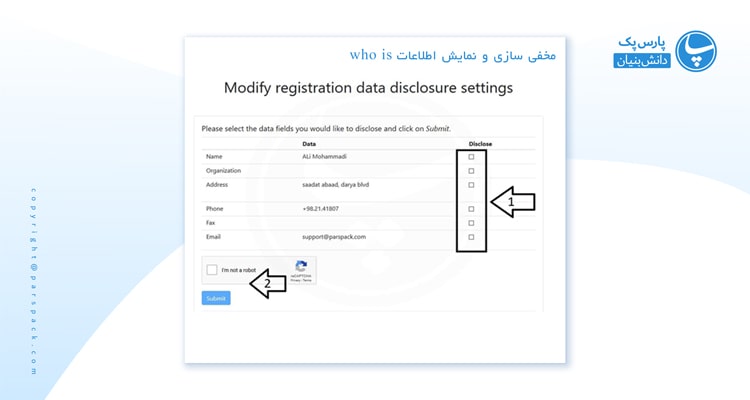 پارس پک
دانش‌بنیان
مخفی سازی و نمایش اطلاعات who is
Modify registration data disclosure settings
Please select the data fields you would like to disclose and click on Submit.
Data Disclose
Name ALi Mohammadi
Organization
Address saadat abaad, darya blvd
1
Phone +98.21.41807
Fax
Email support@parspack.com
I'm not a robot
2
reCAPTCHA
Privacy - Terms
Submit
copyright@parspack.com